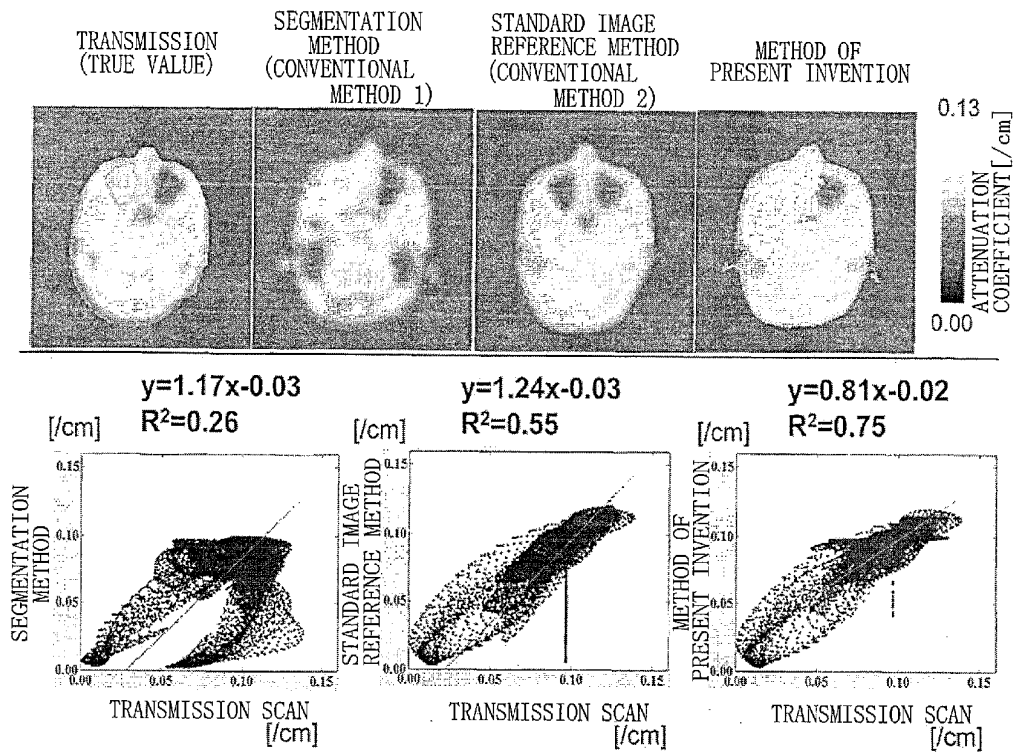 TRANSMISSION
(TRUE VALUE)
SEGMENTATION
METHOD
(CONVENTIONAL
METHOD 1)
STANDARD IMAGE
REFERENCE METHOD
(CONVENTIONAL
METHOD 2)
METHOD OF
PRESENT INVENTION
0.13
0.00
ATTENUATION
COEFFICIENT[/cm]
y=1.17x-0.03
R²=0.26
[/cm]
SEGMENTATION
METHOD
0.15
0.10
0.05
0.00
0.00 0.05 0.10 0.15
TRANSMISSION SCAN
[/cm]
y=1.24x-0.03
R²=0.55
[/cm]
STANDARD IMAGE
REFERENCE METHOD
0.15
0.10
0.05
0.00
0.00 0.05 0.10 0.15
TRANSMISSION SCAN
[/cm]
y=0.81x-0.02
R²=0.75
[/cm]
METHOD OF
PRESENT INVENTION
0.15
0.10
0.05
0.00
0.00 0.05 0.10 0.15
TRANSMISSION SCAN
[/cm]